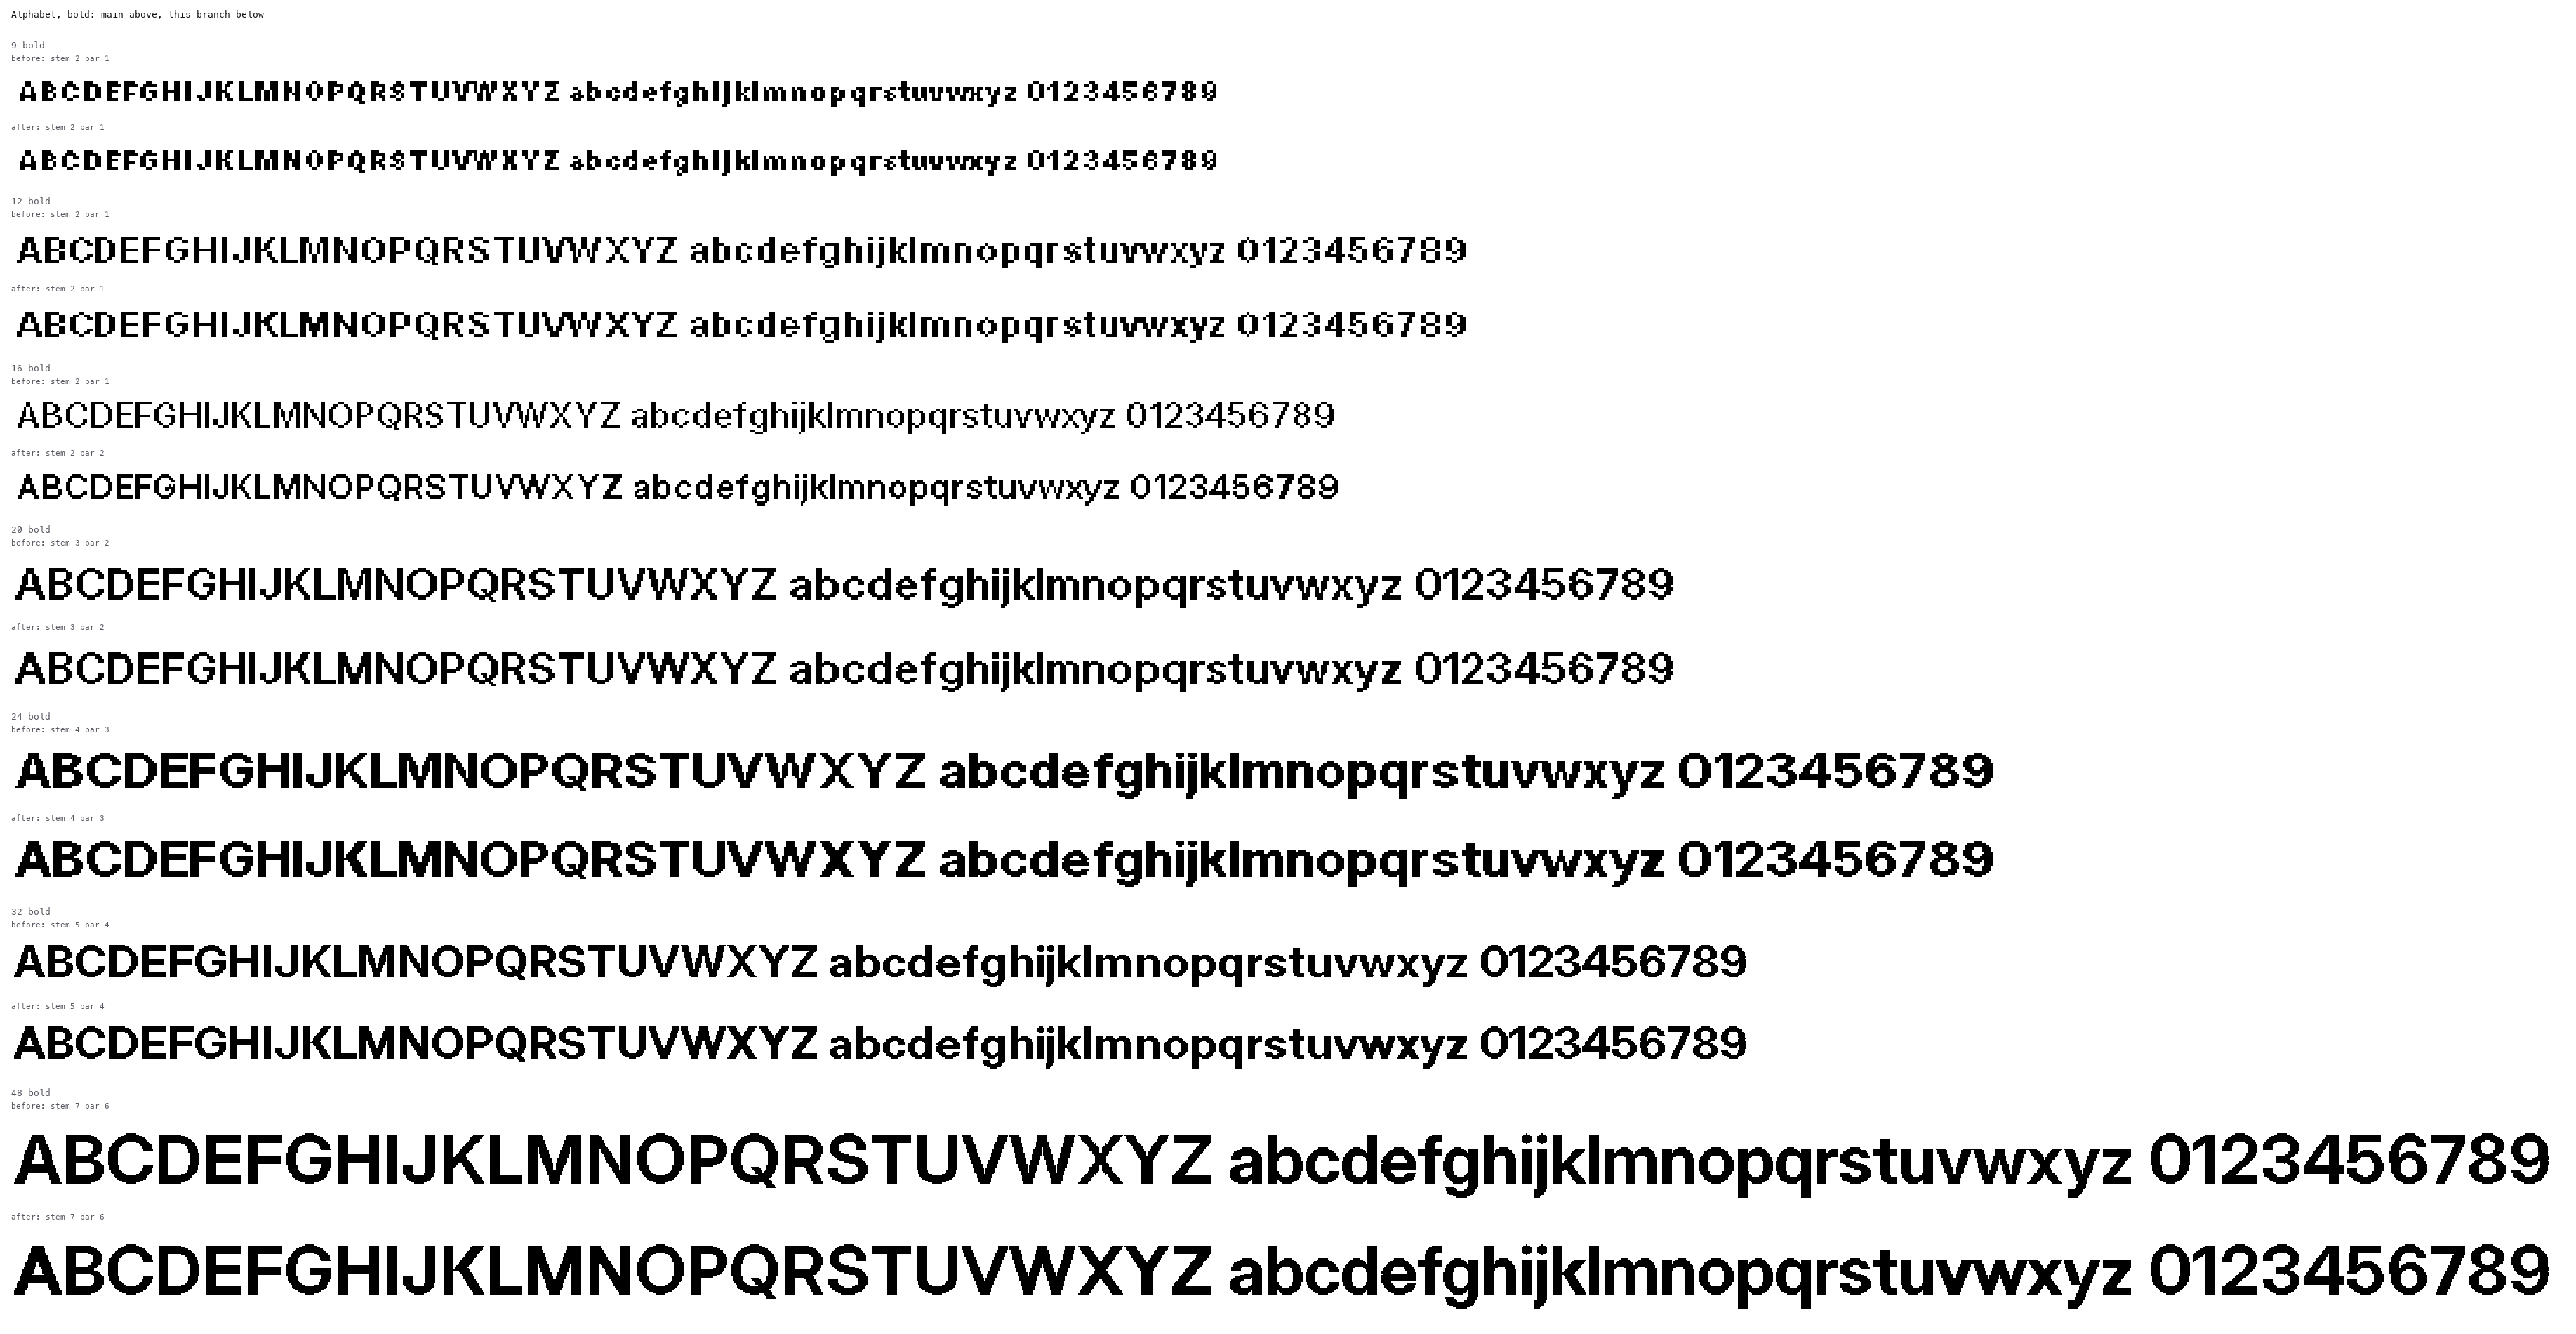 Alphabet, bold: main above, this branch below
9 bold
before: stem 2 bar 1
ABCDEFGHIJKLMNOPQRSTUVWXYZ abcdefghijklmnopqrstuvwxyz 0123456789
after: stem 2 bar 1
ABCDEFGHIJKLMNOPQRSTUVWXYZ abcdefghijklmnopqrstuvwxyz 0123456789
12 bold
before: stem 2 bar 1
ABCDEFGHIJKLMNOPQRSTUVWXYZ abcdefghijklmnopqrstuvwxyz 0123456789
after: stem 2 bar 1
ABCDEFGHIJKLMNOPQRSTUVWXYZ abcdefghijklmnopqrstuvwxyz 0123456789
16 bold
before: stem 2 bar 1
ABCDEFGHIJKLMNOPQRSTUVWXYZ abcdefghijklmnopqrstuvwxyz 0123456789
after: stem 2 bar 2
ABCDEFGHIJKLMNOPQRSTUVWXYZ abcdefghijklmnopqrstuvwxyz 0123456789
20 bold
before: stem 3 bar 2
ABCDEFGHIJKLMNOPQRSTUVWXYZ abcdefghijklmnopqrstuvwxyz 0123456789
after: stem 3 bar 2
ABCDEFGHIJKLMNOPQRSTUVWXYZ abcdefghijklmnopqrstuvwxyz 0123456789
24 bold
before: stem 4 bar 3
ABCDEFGHIJKLMNOPQRSTUVWXYZ abcdefghijklmnopqrstuvwxyz 0123456789
after: stem 4 bar 3
ABCDEFGHIJKLMNOPQRSTUVWXYZ abcdefghijklmnopqrstuvwxyz 0123456789
32 bold
before: stem 5 bar 4
ABCDEFGHIJKLMNOPQRSTUVWXYZ abcdefghijklmnopqrstuvwxyz 0123456789
after: stem 5 bar 4
ABCDEFGHIJKLMNOPQRSTUVWXYZ abcdefghijklmnopqrstuvwxyz 0123456789
48 bold
before: stem 7 bar 6
ABCDEFGHIJKLMNOPQRSTUVWXYZ abcdefghijklmnopqrstuvwxyz 0123456789
after: stem 7 bar 6
ABCDEFGHIJKLMNOPQRSTUVWXYZ abcdefghijklmnopqrstuvwxyz 0123456789